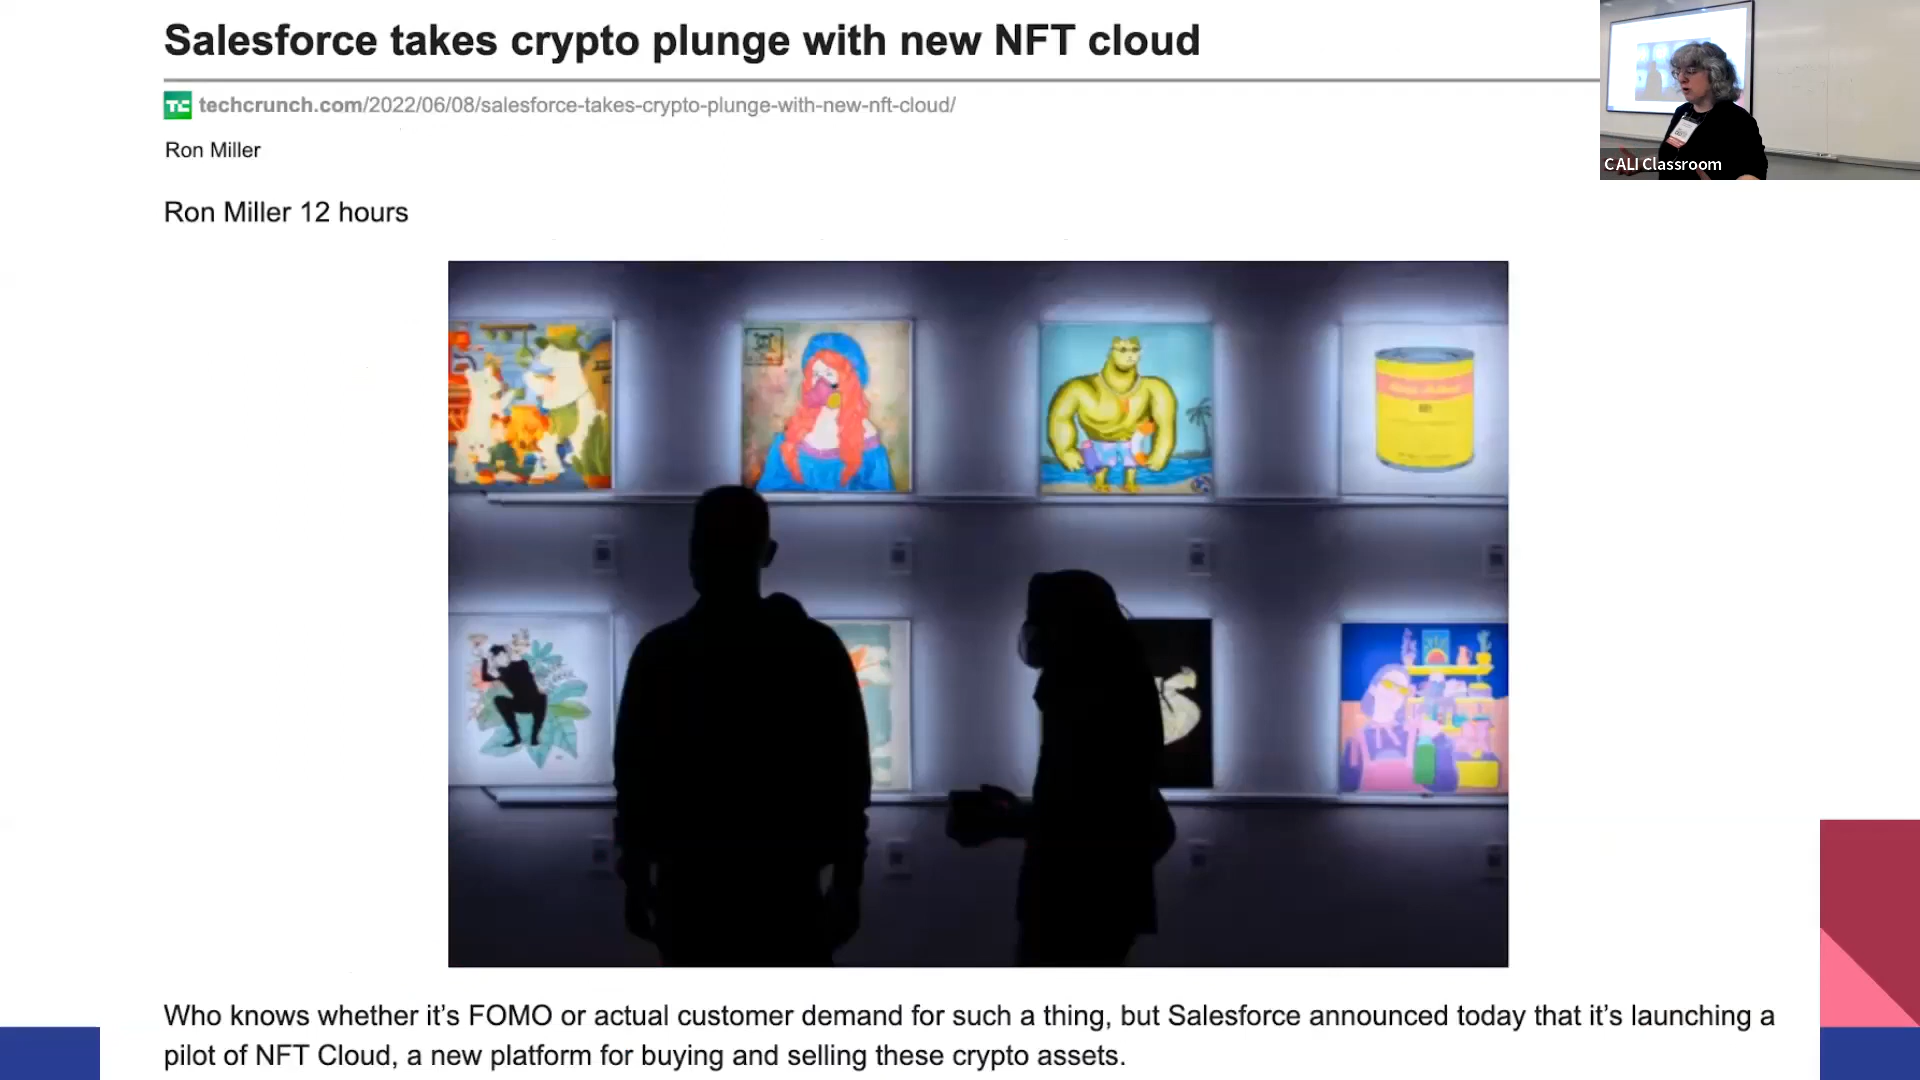 Salesforce takes crypto plunge with new NFT cloud
TC techcrunch.com/2022/06/08/salesforce-takes-crypto-plunge-with-new-nft-cloud/
Ron Miller
CALI Classroom
Ron Miller 12 hours
Who knows whether it’s FOMO or actual customer demand for such a thing, but Salesforce announced today that it’s launching a
pilot of NFT Cloud, a new platform for buying and selling these crypto assets.